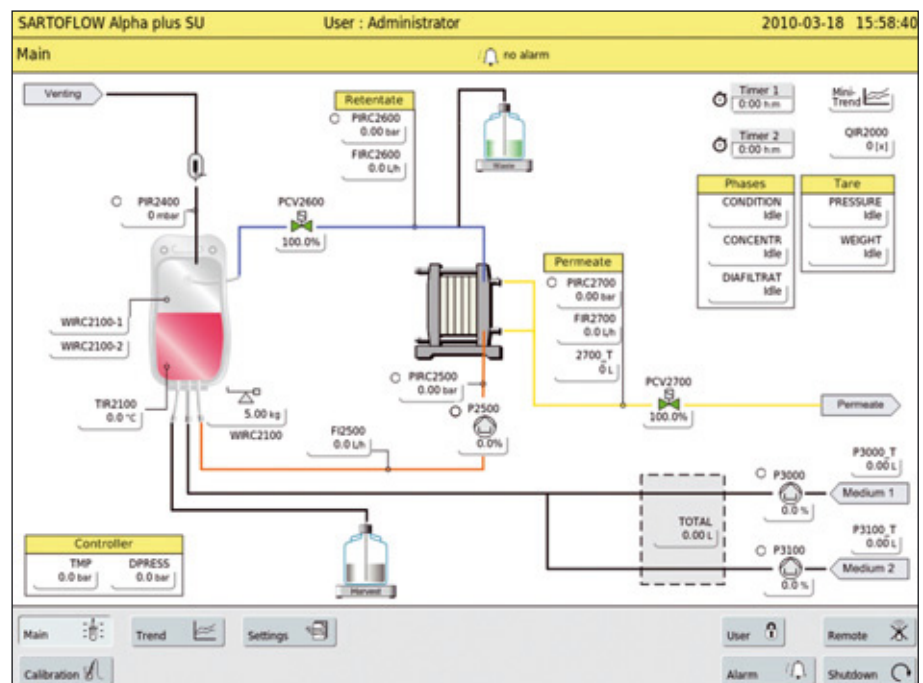 SARTOFLOW Alpha plus SU User : Administrator 2010-03-18 15:58:40
Main no alarm
Venting
Retentate
PIRC2600
0.00 bar
FIRC2600
0.0 L/h
Waste
Timer 1
0:00 h:m
Mini-
Trend
Timer 2
0:00 h:m
QIR2000
0 [x]
PIR2400
0 mbar
PCV2600
100.0%
Phases
CONDITION
Idle
CONCENTR
Idle
DIAFILTRAT
Idle
Tare
PRESSURE
Idle
WEIGHT
Idle
Permeate
PIRC2700
0.00 bar
FIR2700
0.0 L/h
2700_T
0 L
WIRC2100-1
WIRC2100-2
TIR2100
0.0 °C
5.00 kg
WIRC2100
PIRC2500
0.00 bar
P2500
0.0%
FI2500
0.0 L/h
PCV2700
100.0%
Permeate
P3000_T
0.00 L
P3000
0.0 %
Medium 1
TOTAL
0.00 L
P3100_T
0.00 L
P3100
0.0 %
Medium 2
Controller
TMP
0.0 bar
DPRESS
0.0 bar
Harvest
Main Trend Settings User Remote
Calibration Alarm Shutdown